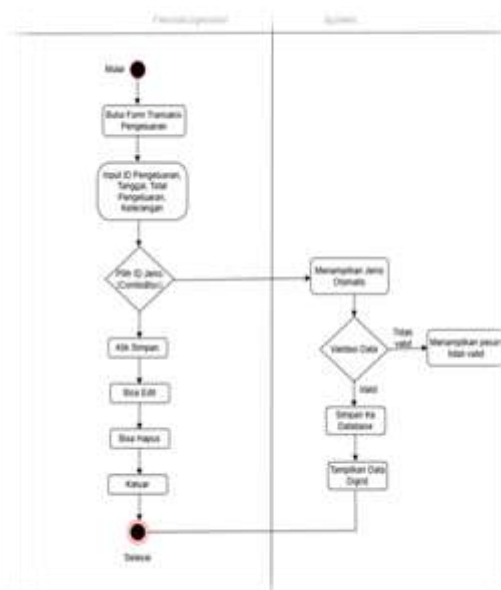 Mulai
Buka Form Transaksi
Pengeluaran
Input ID Pengeluaran,
Tanggal, Total
Pengeluaran,
Keterangan
Pilih ID Jenis
(Combobox)
Menampilkan Jenis
Otomatis
Klik Simpan
Validasi Data
Tidak
valid
Menampilkan pesan
tidak valid
Valid
Bisa Edit
Simpan Ke
Database
Bisa Hapus
Tampilkan Data
Digrid
Keluar
Selesai